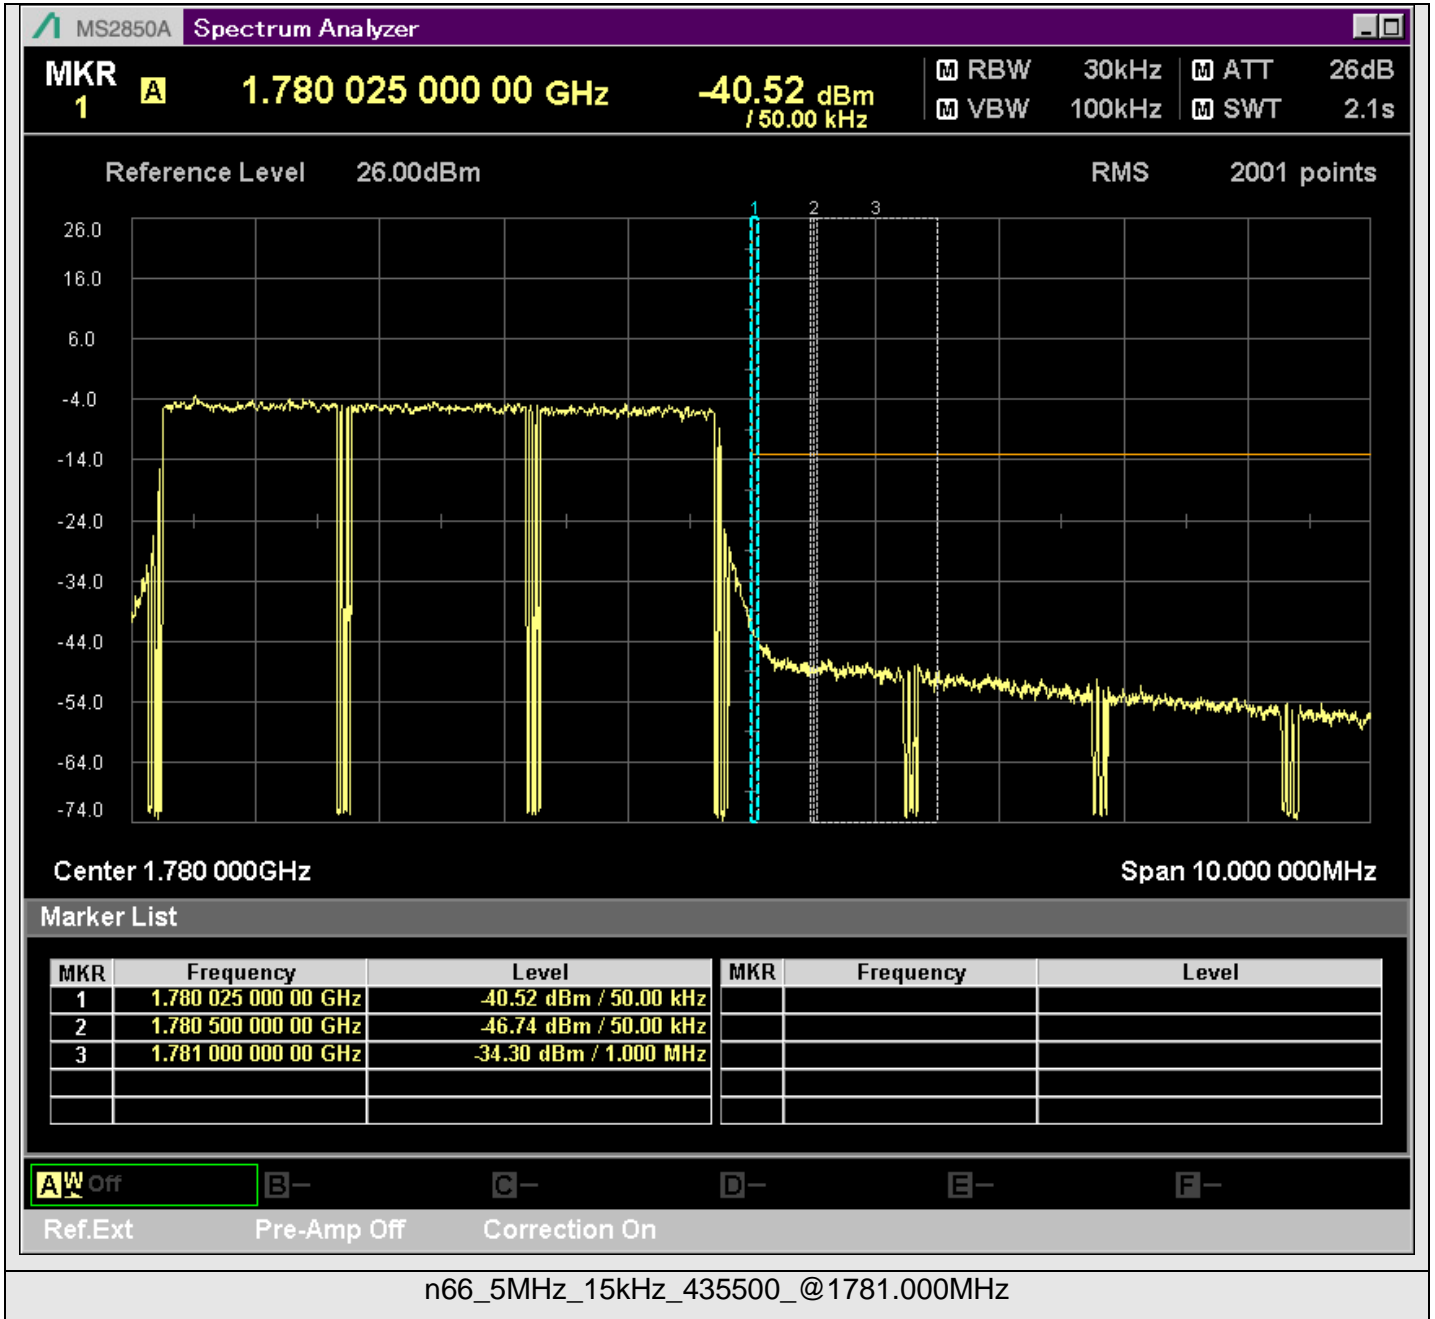 MS2850A Spectrum Analyzer
MKR 1 A 1.780 025 000 00 GHz -40.52 dBm / 50.00 kHz
M RBW 30kHz M ATT 26dB
M VBW 100kHz M SWT 2.1s
Reference Level 26.00dBm RMS 2001 points
1 2 3
26.0
16.0
6.0
-4.0
-14.0
-24.0
-34.0
-44.0
-54.0
-64.0
-74.0
Center 1.780 000GHz Span 10.000 000MHz
Marker List
MKR Frequency Level MKR Frequency Level
1 1.780 025 000 00 GHz -40.52 dBm / 50.00 kHz
2 1.780 500 000 00 GHz -46.74 dBm / 50.00 kHz
3 1.781 000 000 00 GHz -34.30 dBm / 1.000 MHz
A W Off B- C- D- E- F-
Ref.Ext Pre-Amp Off Correction On
n66_5MHz_15kHz_435500_@1781.000MHz